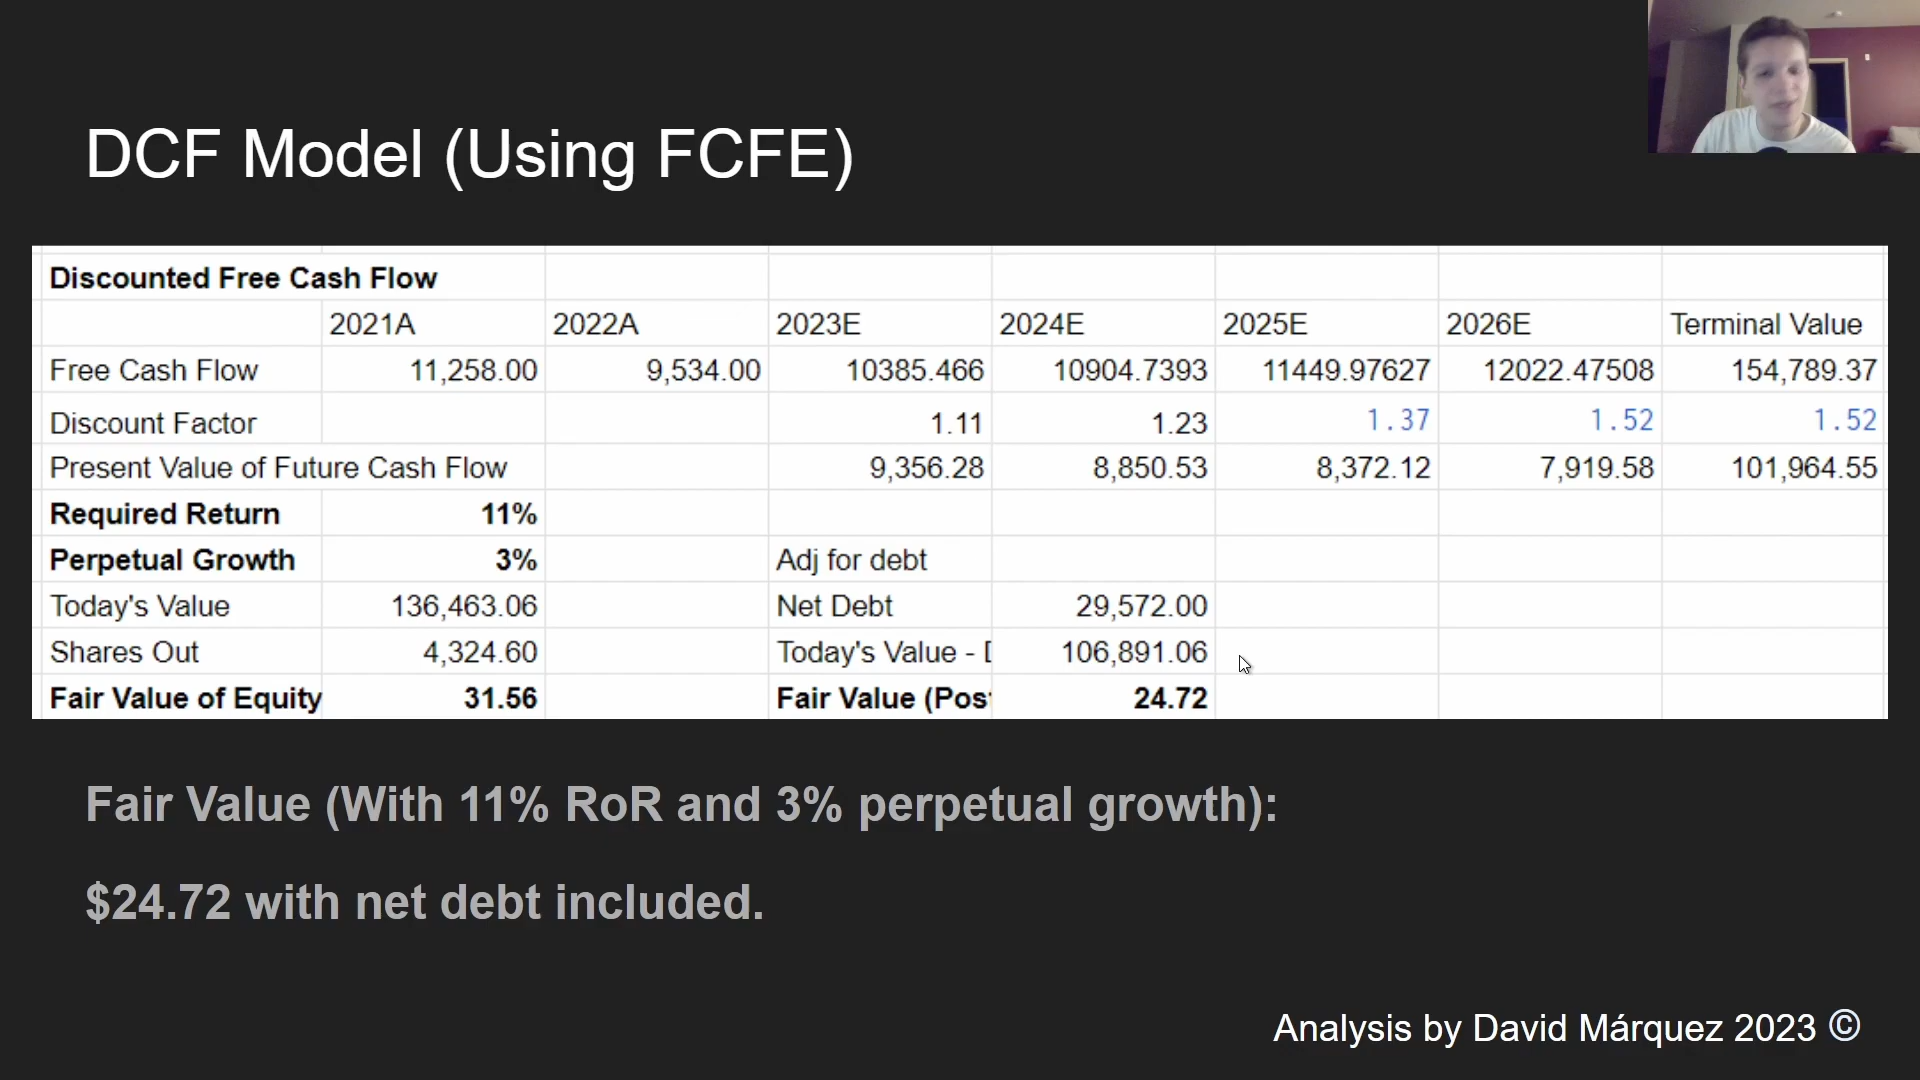 DCF Model (Using FCFE)
Discounted Free Cash Flow
2021A 2022A 2023E 2024E 2025E 2026E Terminal Value
Free Cash Flow 11,258.00 9,534.00 10385.466 10904.7393 11449.97627 12022.47508 154,789.37
Discount Factor 1.11 1.23 1.37 1.52 1.52
Present Value of Future Cash Flow 9,356.28 8,850.53 8,372.12 7,919.58 101,964.55
Required Return 11%
Perpetual Growth 3% Adj for debt
Today's Value 136,463.06 Net Debt 29,572.00
Shares Out 4,324.60 Today's Value - 106,891.06
Fair Value of Equity 31.56 Fair Value (Pos 24.72
Fair Value (With 11% RoR and 3% perpetual growth):
$24.72 with net debt included.
Analysis by David Márquez 2023 ©